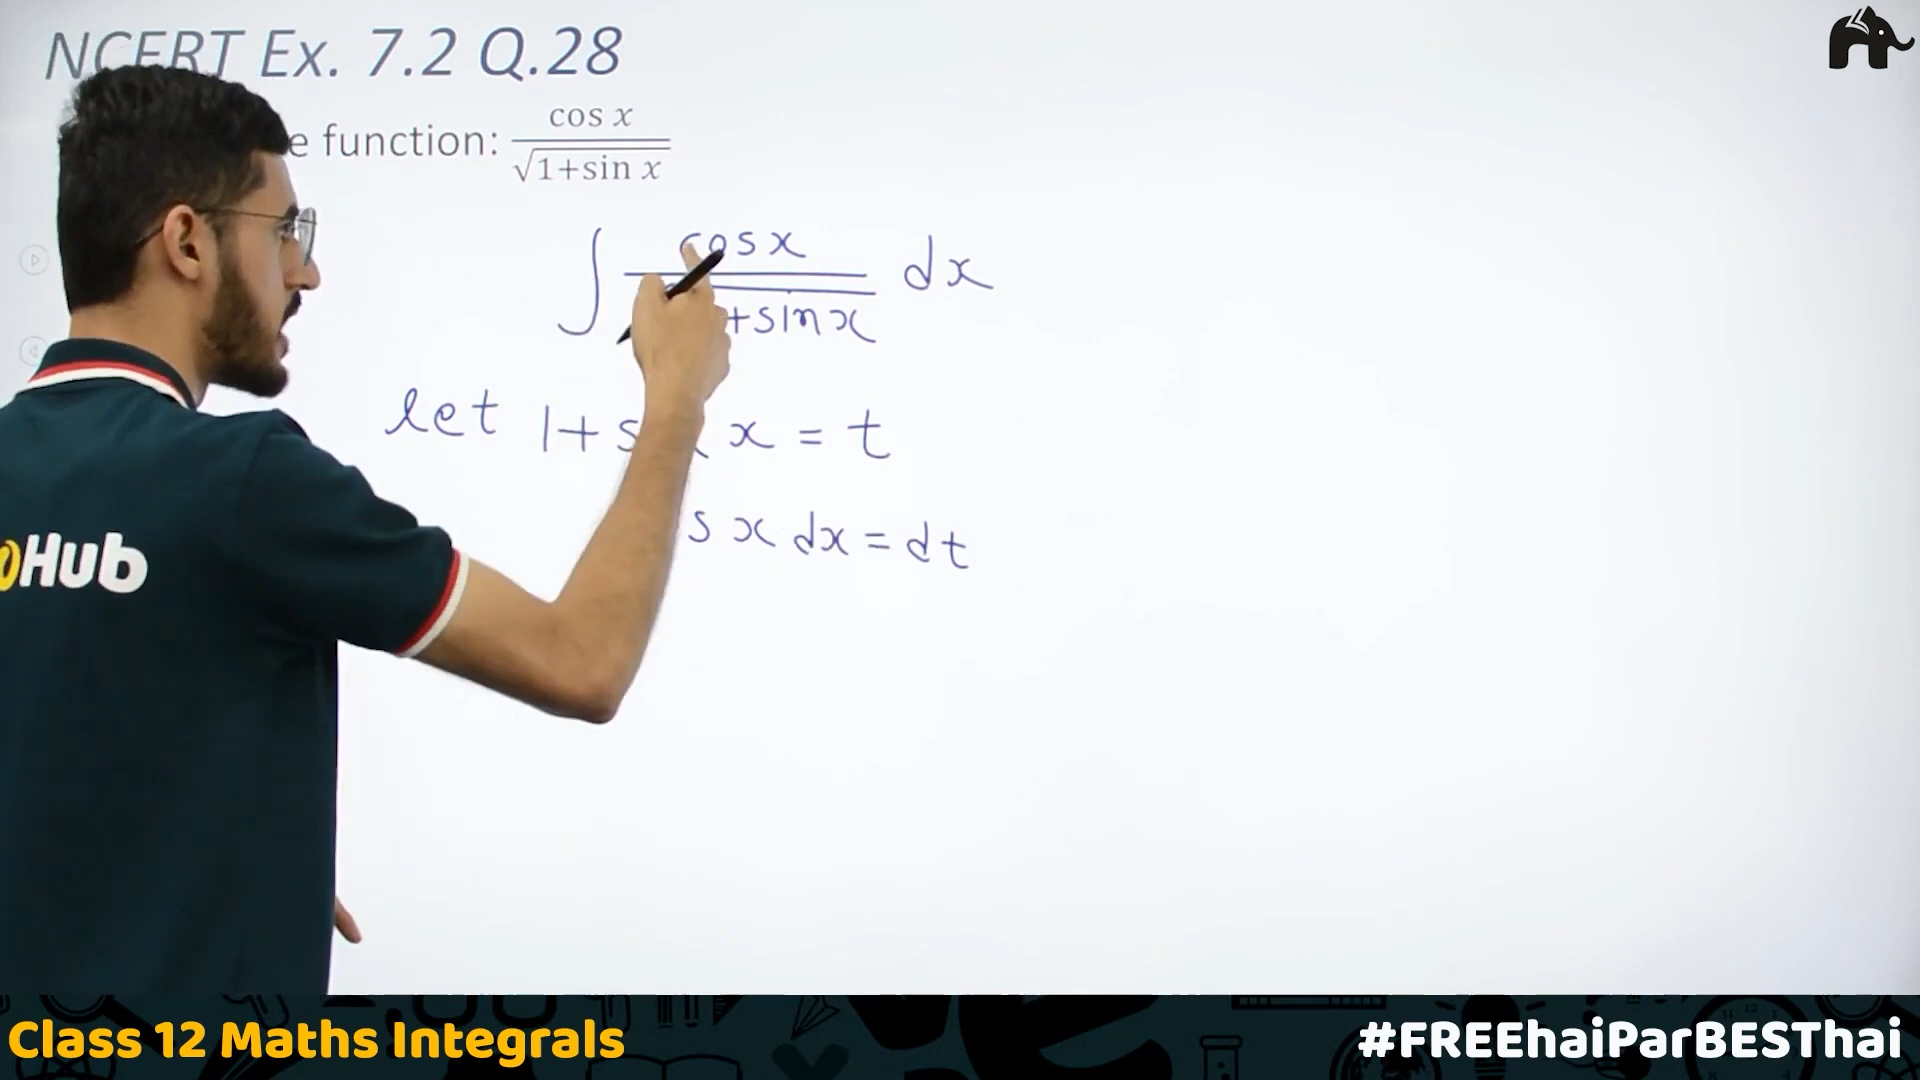 NCERT Ex. 7.2 Q.28
e function: cos x / √1+sin x
∫ cos x / +sin x dx
let 1+ s x = t
s x dx = dt
Hub
Class 12 Maths Integrals
#FREEhaiParBESThai